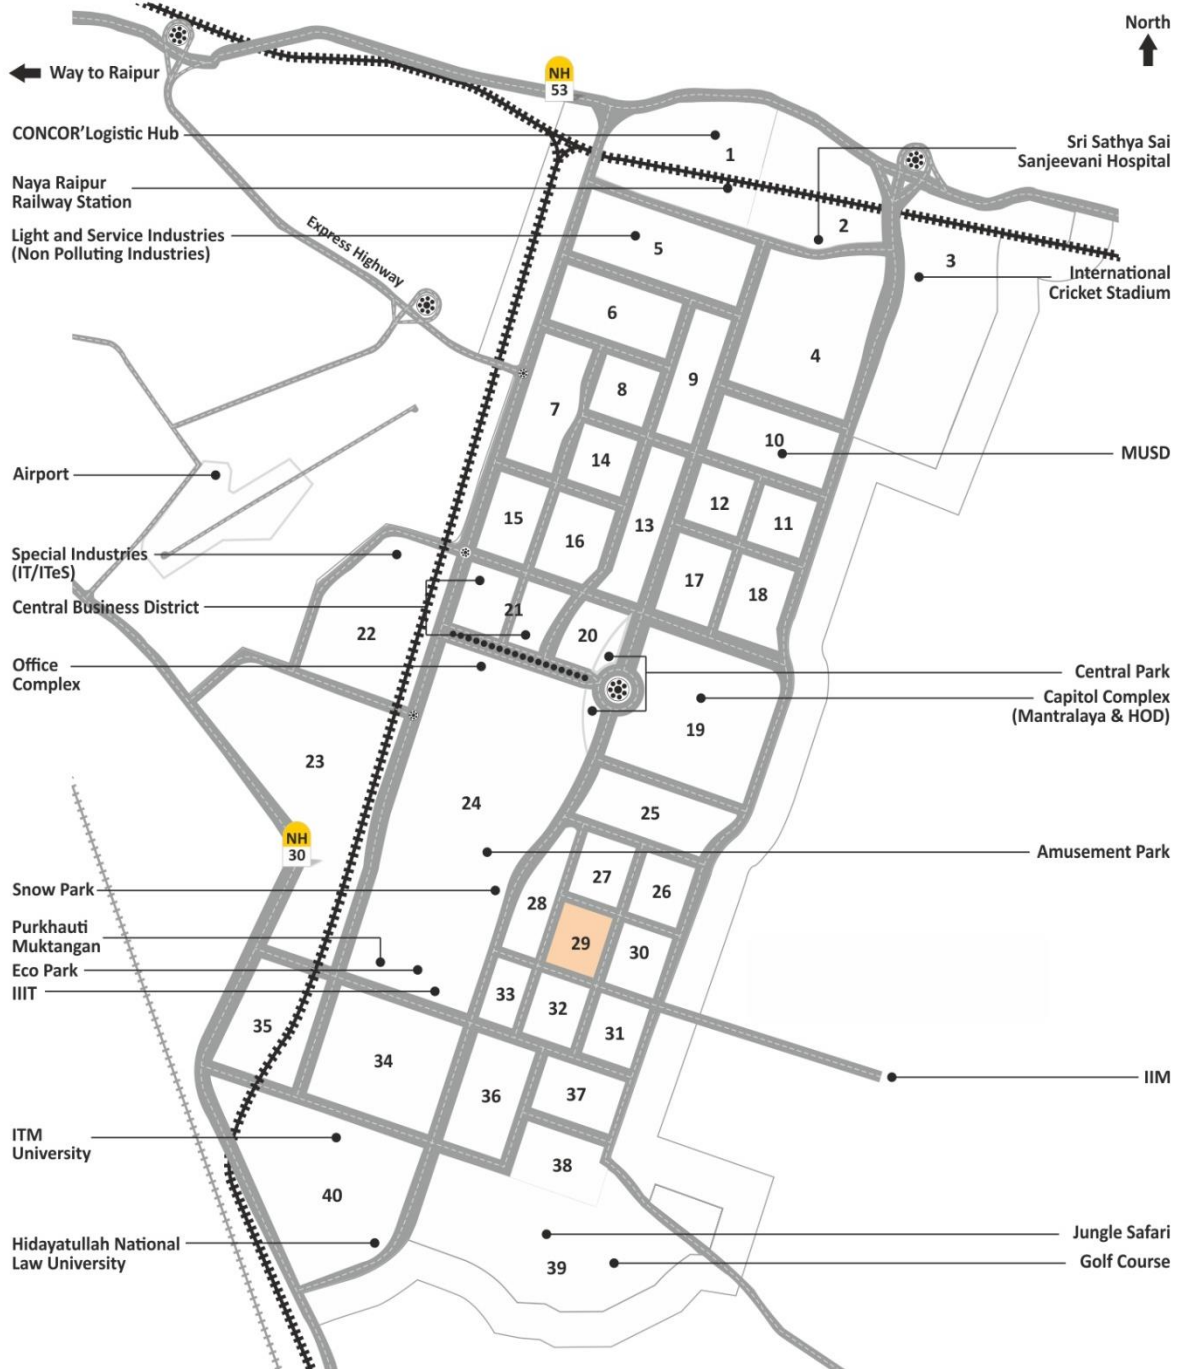 North
Way to Raipur
NH
53
CONCOR'Logistic Hub
1
Sri Sathya Sai
Sanjeevani Hospital
Naya Raipur
Railway Station
2
Light and Service Industries
(Non Polluting Industries)
Express Highway
5
3
International
Cricket Stadium
6
4
9
8
7
10
MUSD
14
Airport
12
11
15
13
16
Special Industries
(IT/ITeS)
17
18
Central Business District
21
22
20
Office
Complex
Central Park
Capitol Complex
(Mantralaya & HOD)
19
23
24
25
NH
30
Amusement Park
27
26
Snow Park
28
Purkhauti
Muktangan
29
30
Eco Park
IIIT
33
32
35
31
34
IIM
36
37
ITM
University
38
40
Jungle Safari
Hidayatullah National
Law University
39
Golf Course